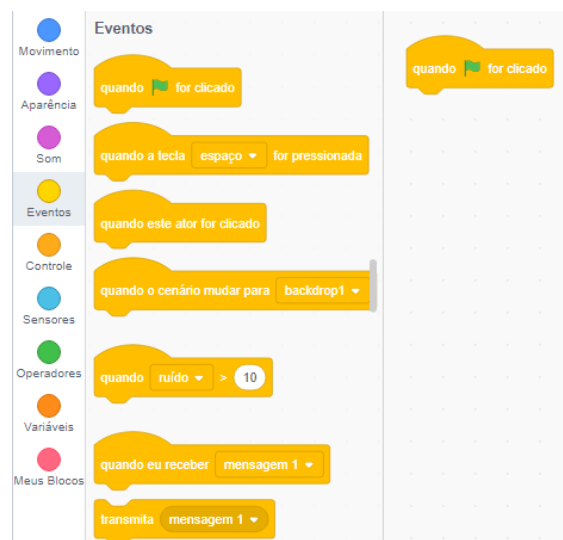 Movimento
Aparência
Som
Eventos
Controle
Sensores
Operadores
Variáveis
Meus Blocos
Eventos
quando for clicado
quando a tecla espaço for pressionada
quando este ator for clicado
quando o cenário mudar para backdrop1
quando ruído > 10
quando eu receber mensagem 1
transmita mensagem 1
quando for clicado